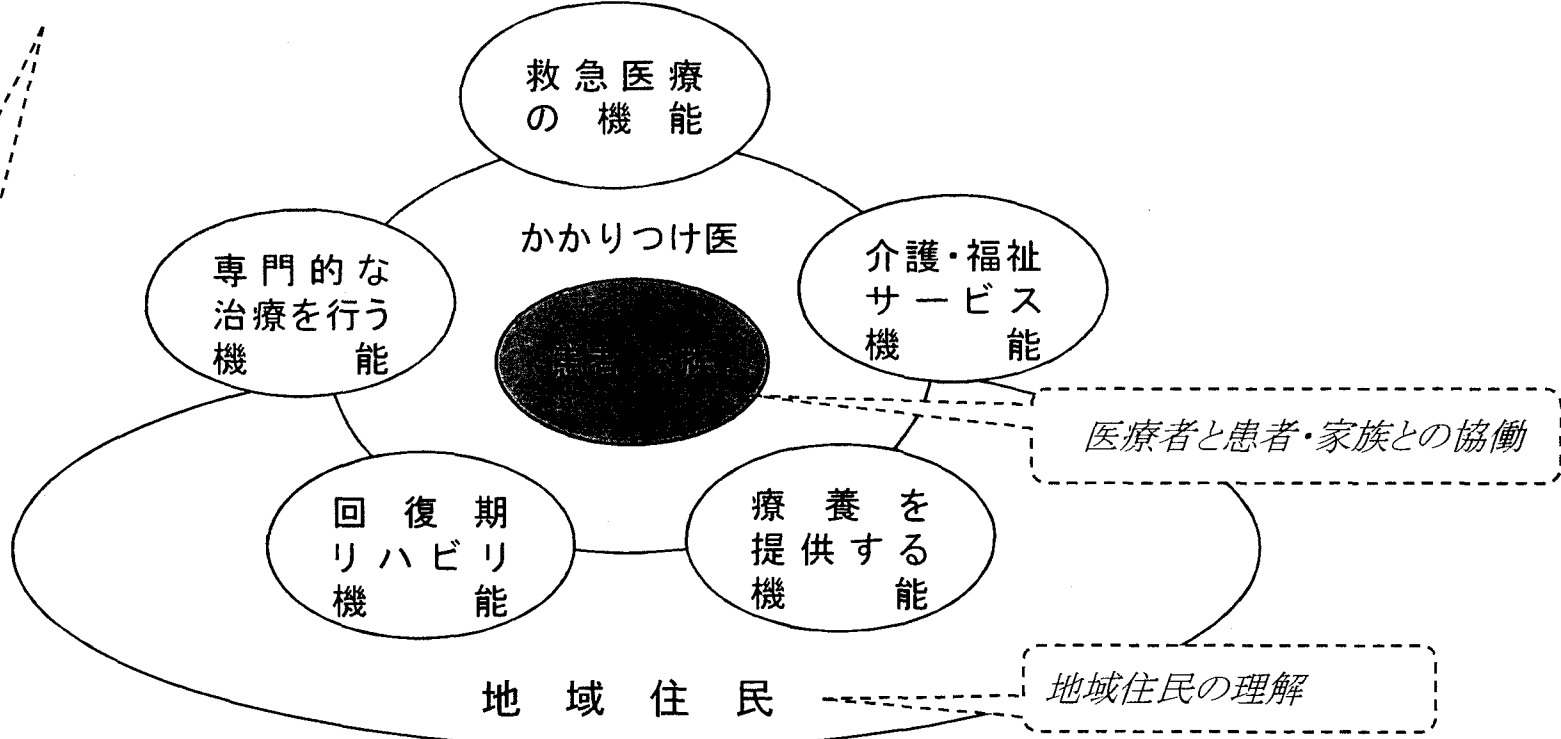 救急医療
の機能
かかりつけ医
専門的な
治療を行う
機能
介護・福祉
サービス
機能
医療者と患者・家族との協働
回復期
リハビリ
機能
療養を
提供する
機能
地域住民
地域住民の理解